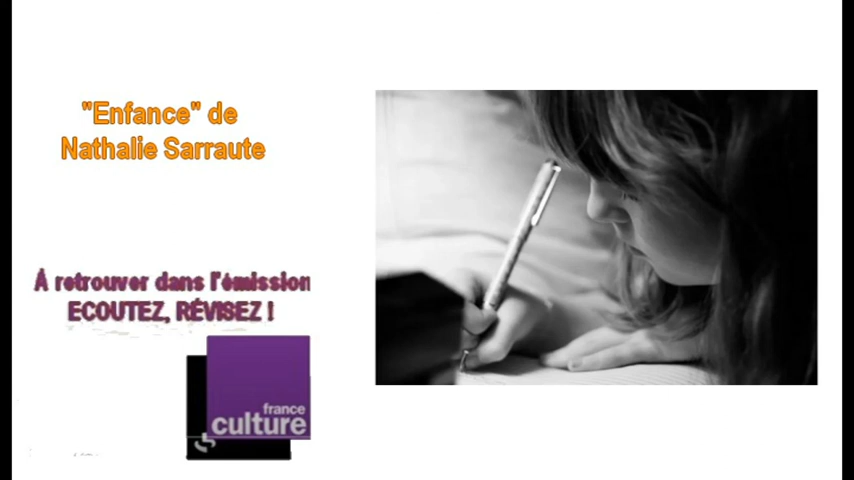 "Enfance" de
Nathalie Sarraute
À retrouver dans l'émission
ECOUTEZ, RÉVISEZ !
france
culture